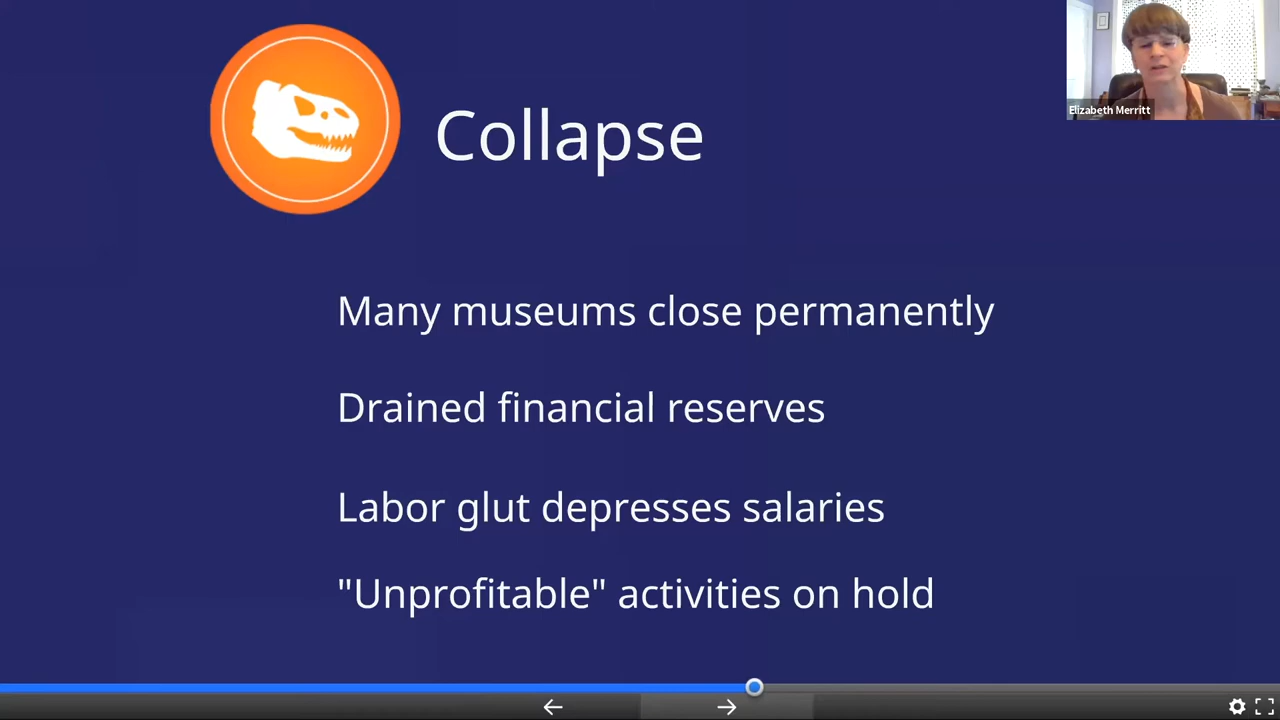 Collapse
Elizabeth Merritt
Many museums close permanently
Drained financial reserves
Labor glut depresses salaries
"Unprofitable" activities on hold